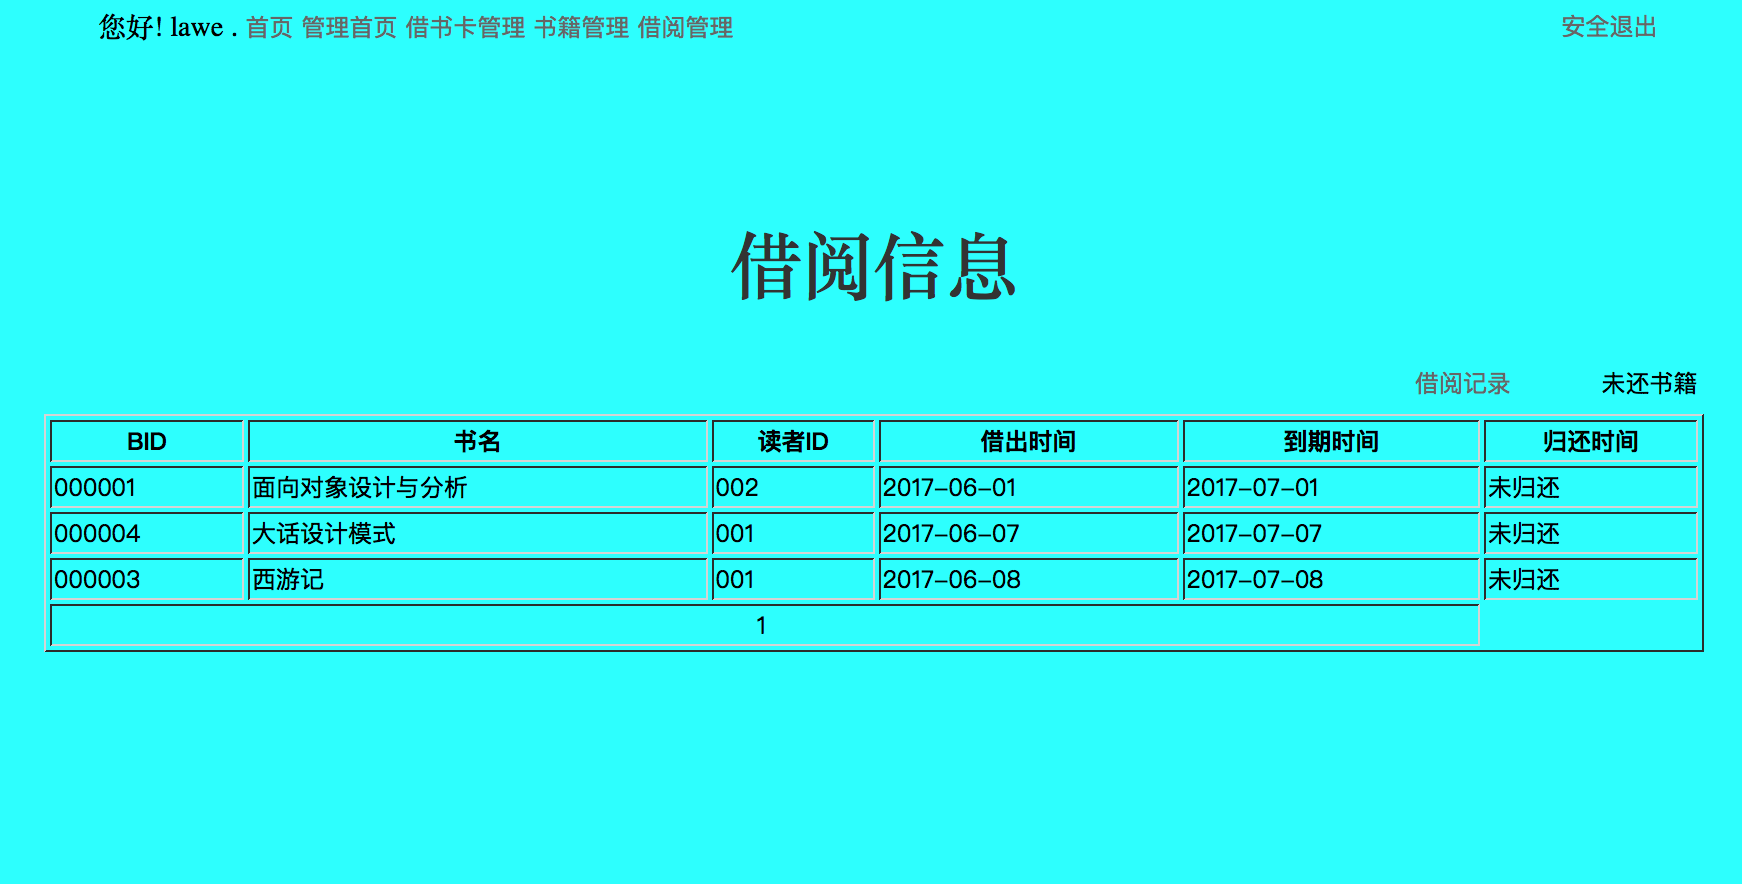 您好! lawe . 首页 管理首页 借书卡管理 书籍管理 借阅管理 安全退出
借阅信息
借阅记录 未还书籍
BID 书名 读者ID 借出时间 到期时间 归还时间
000001 面向对象设计与分析 002 2017-06-01 2017-07-01 未归还
000004 大话设计模式 001 2017-06-07 2017-07-07 未归还
000003 西游记 001 2017-06-08 2017-07-08 未归还
1